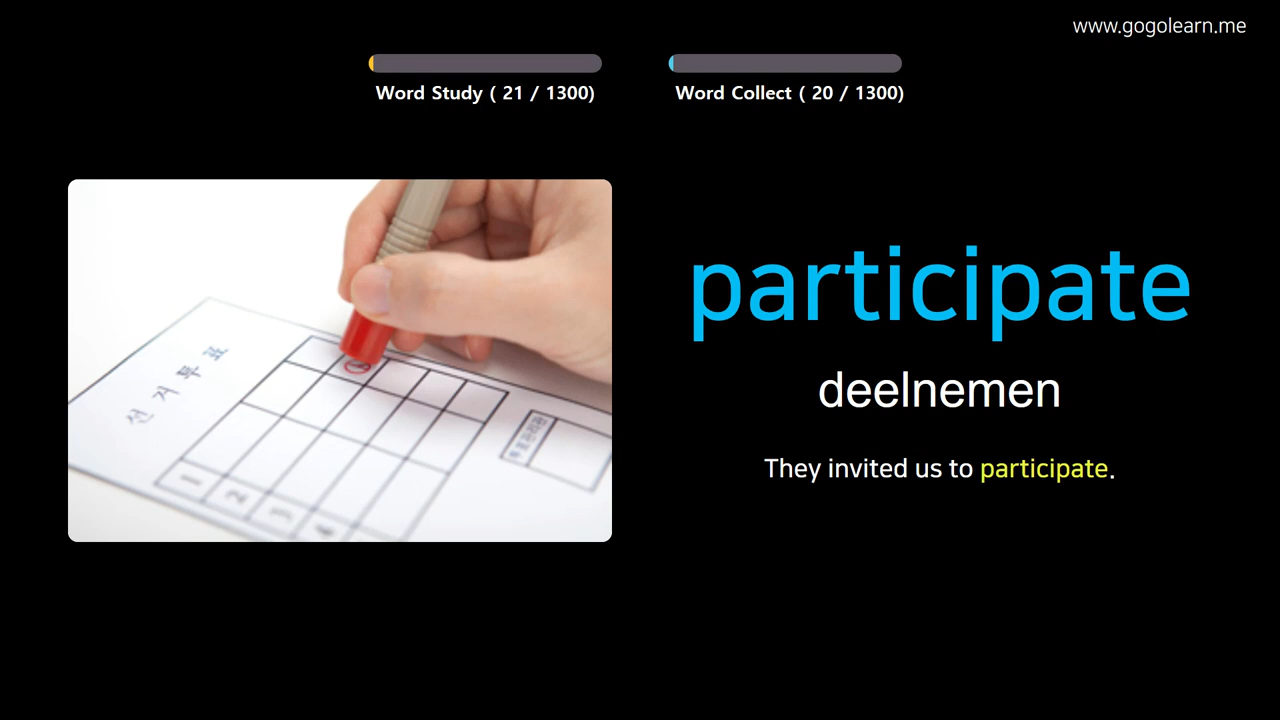 www.gogolearn.me
Word Study ( 21 / 1300)
Word Collect ( 20 / 1300)
선 거 투 표
1
2
3
4
participate
deelnemen
They invited us to participate.